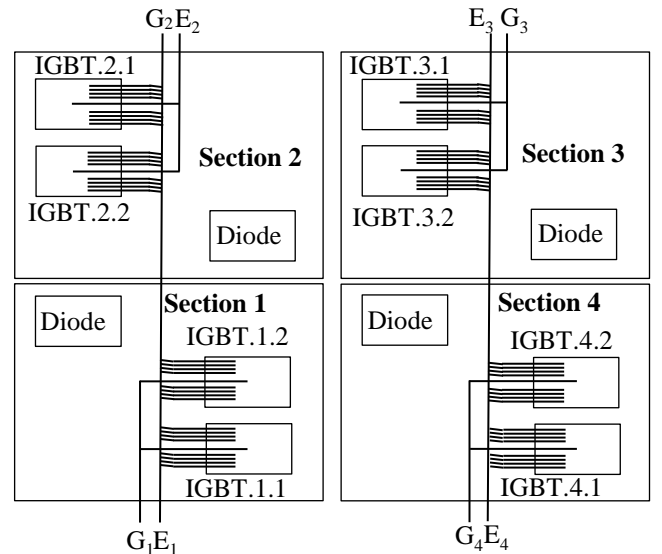 G₂E₂
E₃ G₃
IGBT.2.1
IGBT.3.1
Section 2
Section 3
IGBT.2.2
IGBT.3.2
Diode
Diode
Section 1
Section 4
Diode
Diode
IGBT.1.2
IGBT.4.2
IGBT.1.1
IGBT.4.1
G₁E₁
G₄E₄